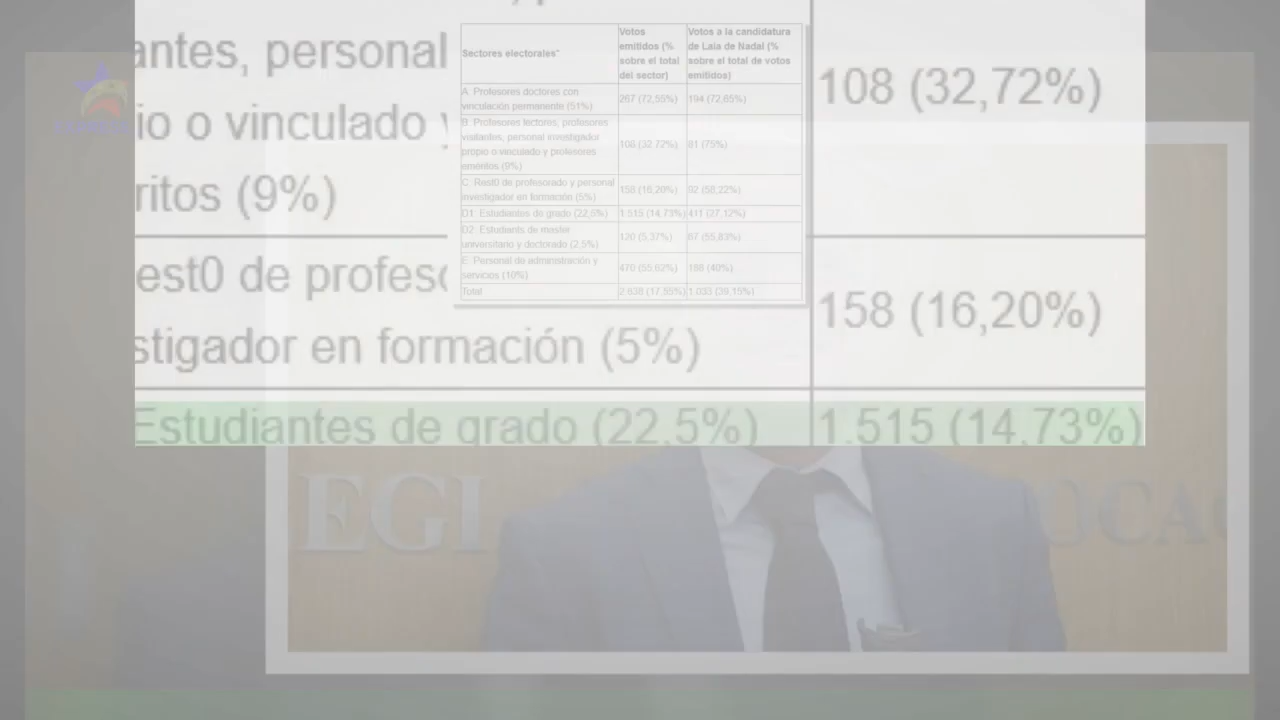 antes, personal
108 (32,72%)
io o vinculado y
ritos (9%)
est0 de profeso
158 (16,20%)
stigador en formación (5%)
Estudiantes de grado (22,5%)
1.515 (14,73%)
Sectores electorales*
Votos
emitidos (%
sobre el total
del sector)
Votos a la candidatura
de Laia de Nadal (%
sobre el total de votos
emitidos)
A: Profesores doctores con
vinculación permanente (51%)
267 (72,55%)
194 (72,65%)
B: Profesores lectores, profesores
visitantes, personal investigador
propio o vinculado y profesores
eméritos (9%)
108 (32,72%)
81 (75%)
C: Rest0 de profesorado y personal
investigador en formación (5%)
158 (16,20%)
92 (58,22%)
D1: Estudiantes de grado (22,5%)
1.515 (14,73%)
411 (27,12%)
D2: Estudiants de máster
universitario y doctorado (2,5%)
120 (5,37%)
67 (55,83%)
E: Personal de administración y
servicios (10%)
470 (55,62%)
188 (40%)
Total
2.638 (17,55%)
1.033 (39,15%)
EGI
UCA